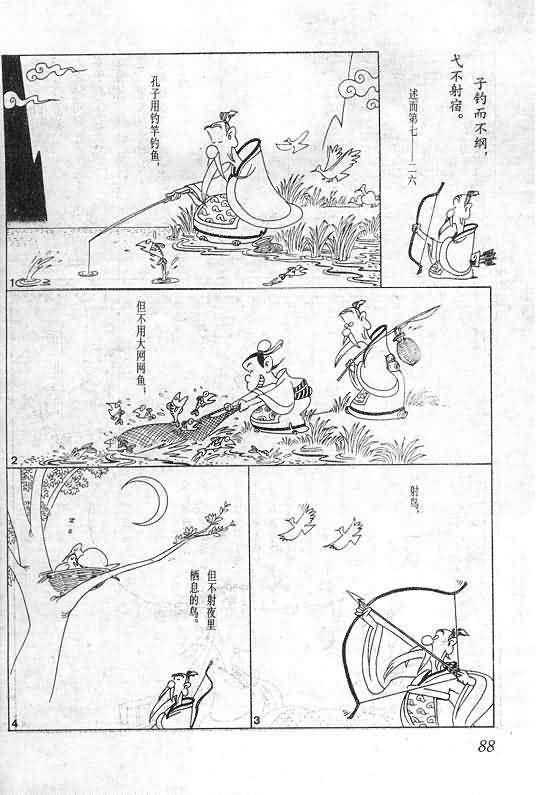 子钓而不纲，
弋不射宿。
述而第七——二六
孔子用钓竿钓鱼，
1
但不用大网网鱼；
2
射鸟，
3
z
z
但不射夜里
栖息的鸟。
4
88